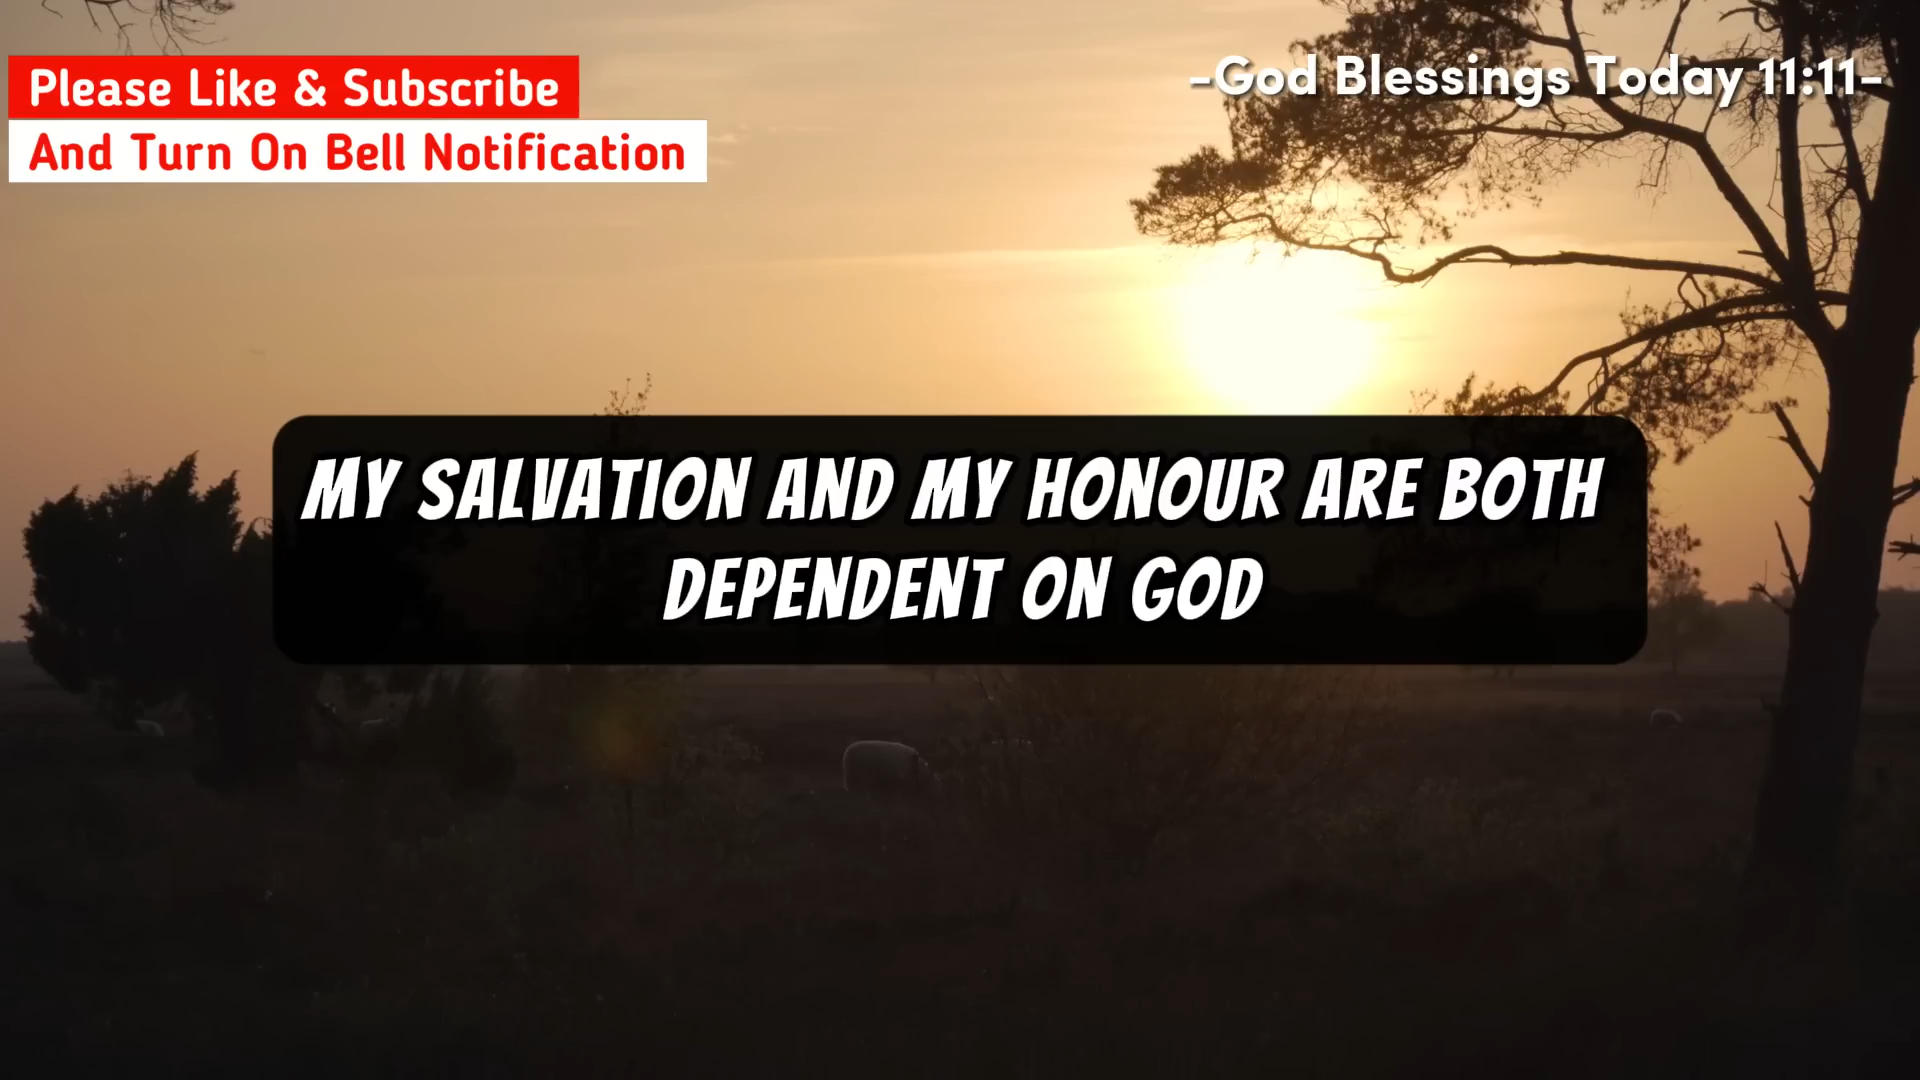 Please Like & Subscribe
And Turn On Bell Notification
-God Blessings Today 11:11-
MY SALVATION AND MY HONOUR ARE BOTH
DEPENDENT ON GOD